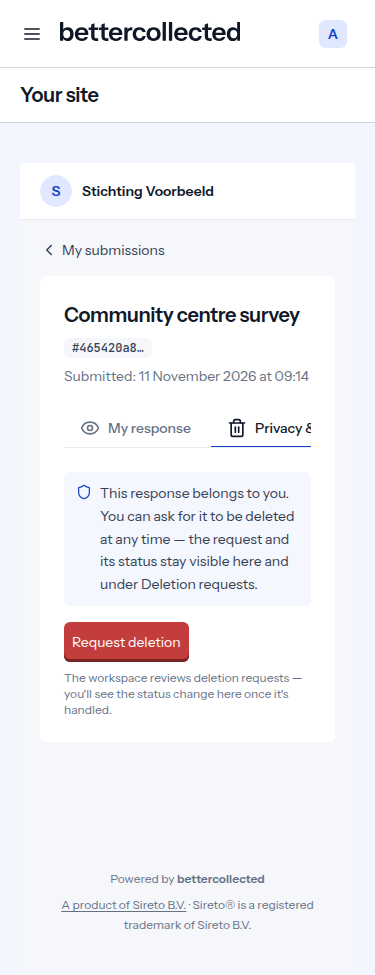 bettercollected
A
Your site
S
Stichting Voorbeeld
My submissions
Community centre survey
#465420a8…
Submitted: 11 November 2026 at 09:14
My response
Privacy &
This response belongs to you.
You can ask for it to be deleted
at any time — the request and
its status stay visible here and
under Deletion requests.
Request deletion
The workspace reviews deletion requests —
you'll see the status change here once it's
handled.
Powered by bettercollected
A product of Sireto B.V. · Sireto® is a registered
trademark of Sireto B.V.